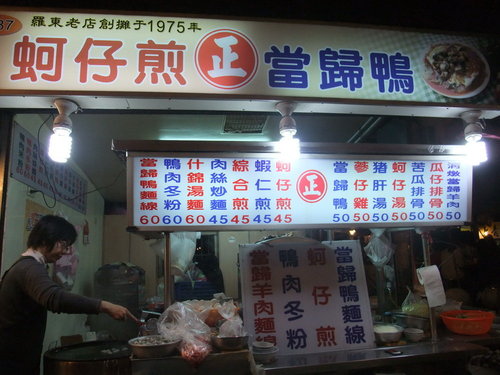 37
羅東老店創攤于1975年
蚵仔煎 正 當歸鴨
當歸鴨麵線 60
鴨肉冬粉 60
什錦湯麵 60
肉絲炒麵 45
綜合煎 45
蝦仁煎 45
蚵仔煎 45
正
當歸鴨 50
蔘仔雞 50
豬肝湯 50
蚵仔湯 50
苦瓜排骨 50
瓜仔排骨 50
當歸羊肉 50
當歸羊肉麵
鴨肉冬粉
蚵仔煎
當歸鴨麵線